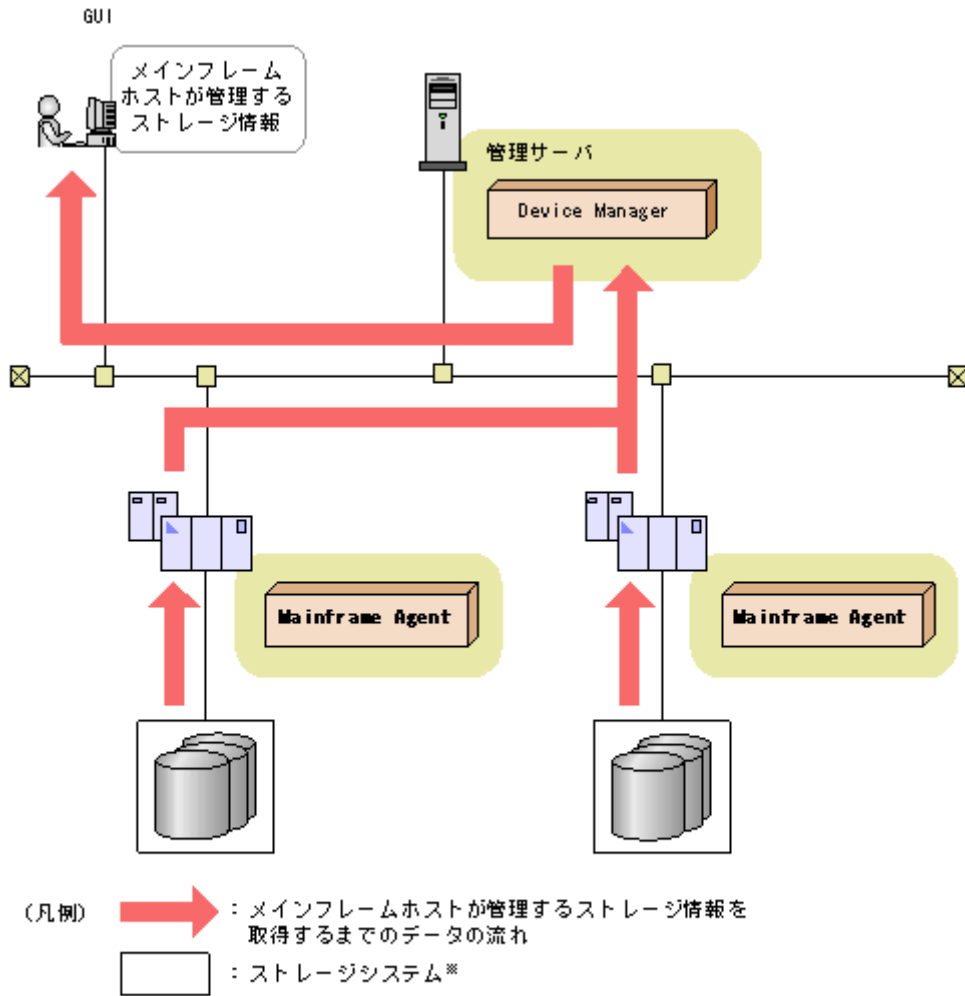 GUI
メインフレーム
ホストが管理する
ストレージ情報
管理サーバ
Device Manager
Mainframe Agent
Mainframe Agent
(凡例)
：メインフレームホストが管理するストレージ情報を
取得するまでのデータの流れ
：ストレージシステム※